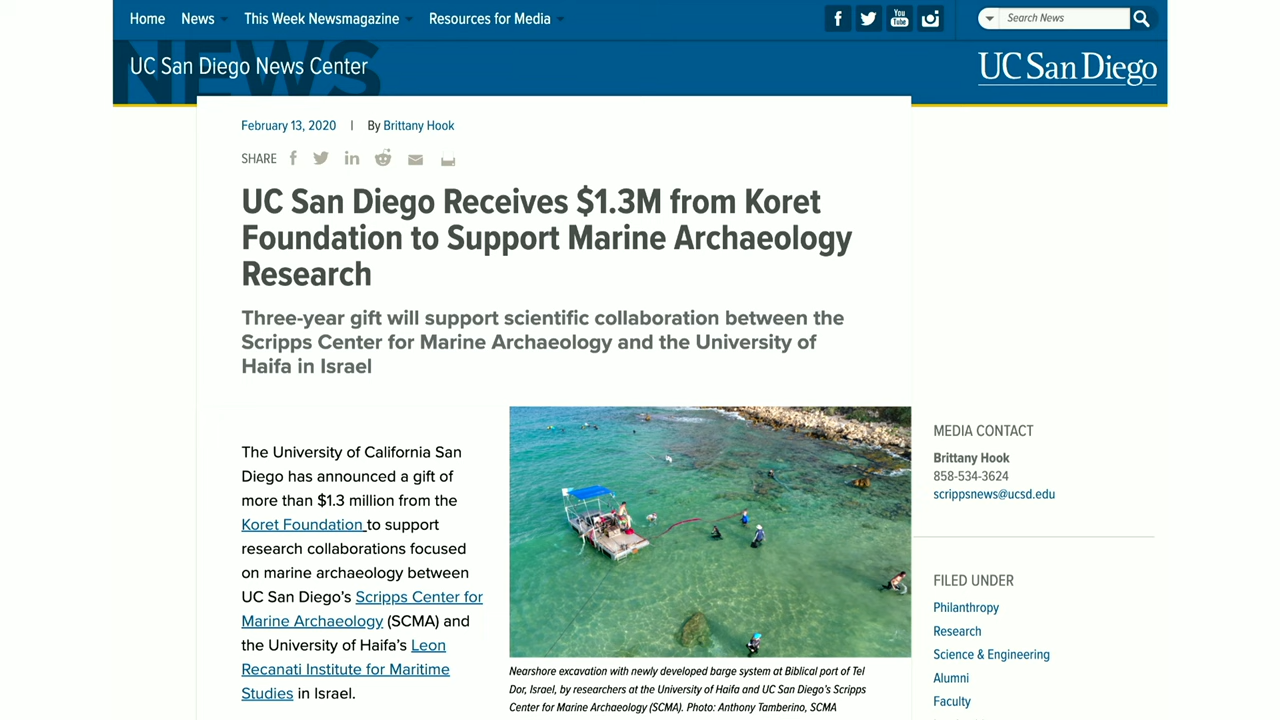 Home News This Week Newsmagazine Resources for Media
Search News
NEWS
UC San Diego News Center
UC San Diego
February 13, 2020 | By Brittany Hook
SHARE
UC San Diego Receives $1.3M from Koret
Foundation to Support Marine Archaeology
Research
Three-year gift will support scientific collaboration between the
Scripps Center for Marine Archaeology and the University of
Haifa in Israel
The University of California San
Diego has announced a gift of
more than $1.3 million from the
Koret Foundation to support
research collaborations focused
on marine archaeology between
UC San Diego's Scripps Center for
Marine Archaeology (SCMA) and
the University of Haifa's Leon
Recanati Institute for Maritime
Studies in Israel.
Nearshore excavation with newly developed barge system at Biblical port of Tel
Dor, Israel, by researchers at the University of Haifa and UC San Diego's Scripps
Center for Marine Archaeology (SCMA). Photo: Anthony Tamberino, SCMA
MEDIA CONTACT
Brittany Hook
858-534-3624
scrippsnews@ucsd.edu
FILED UNDER
Philanthropy
Research
Science & Engineering
Alumni
Faculty